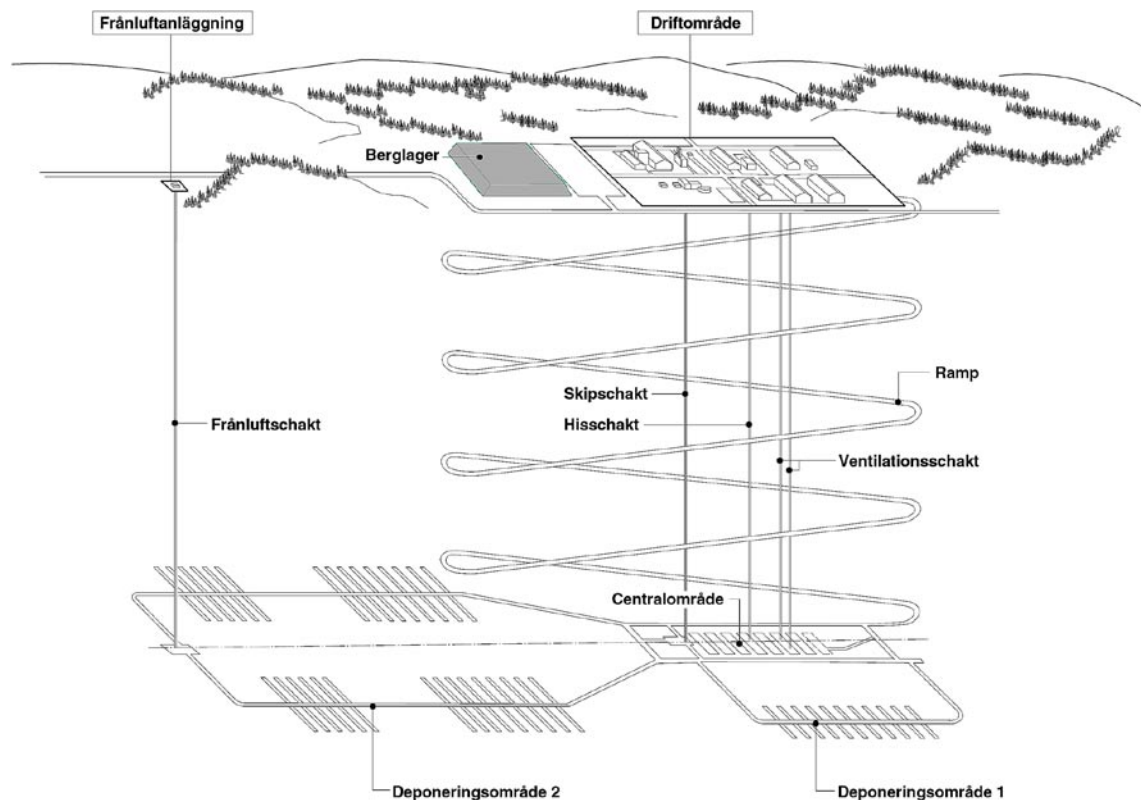 Frånluftanläggning
Driftområde
Berglager
Ramp
Skipschakt
Frånluftschakt
Hisschakt
Ventilationsschakt
Centralområde
Deponeringsområde 2
Deponeringsområde 1